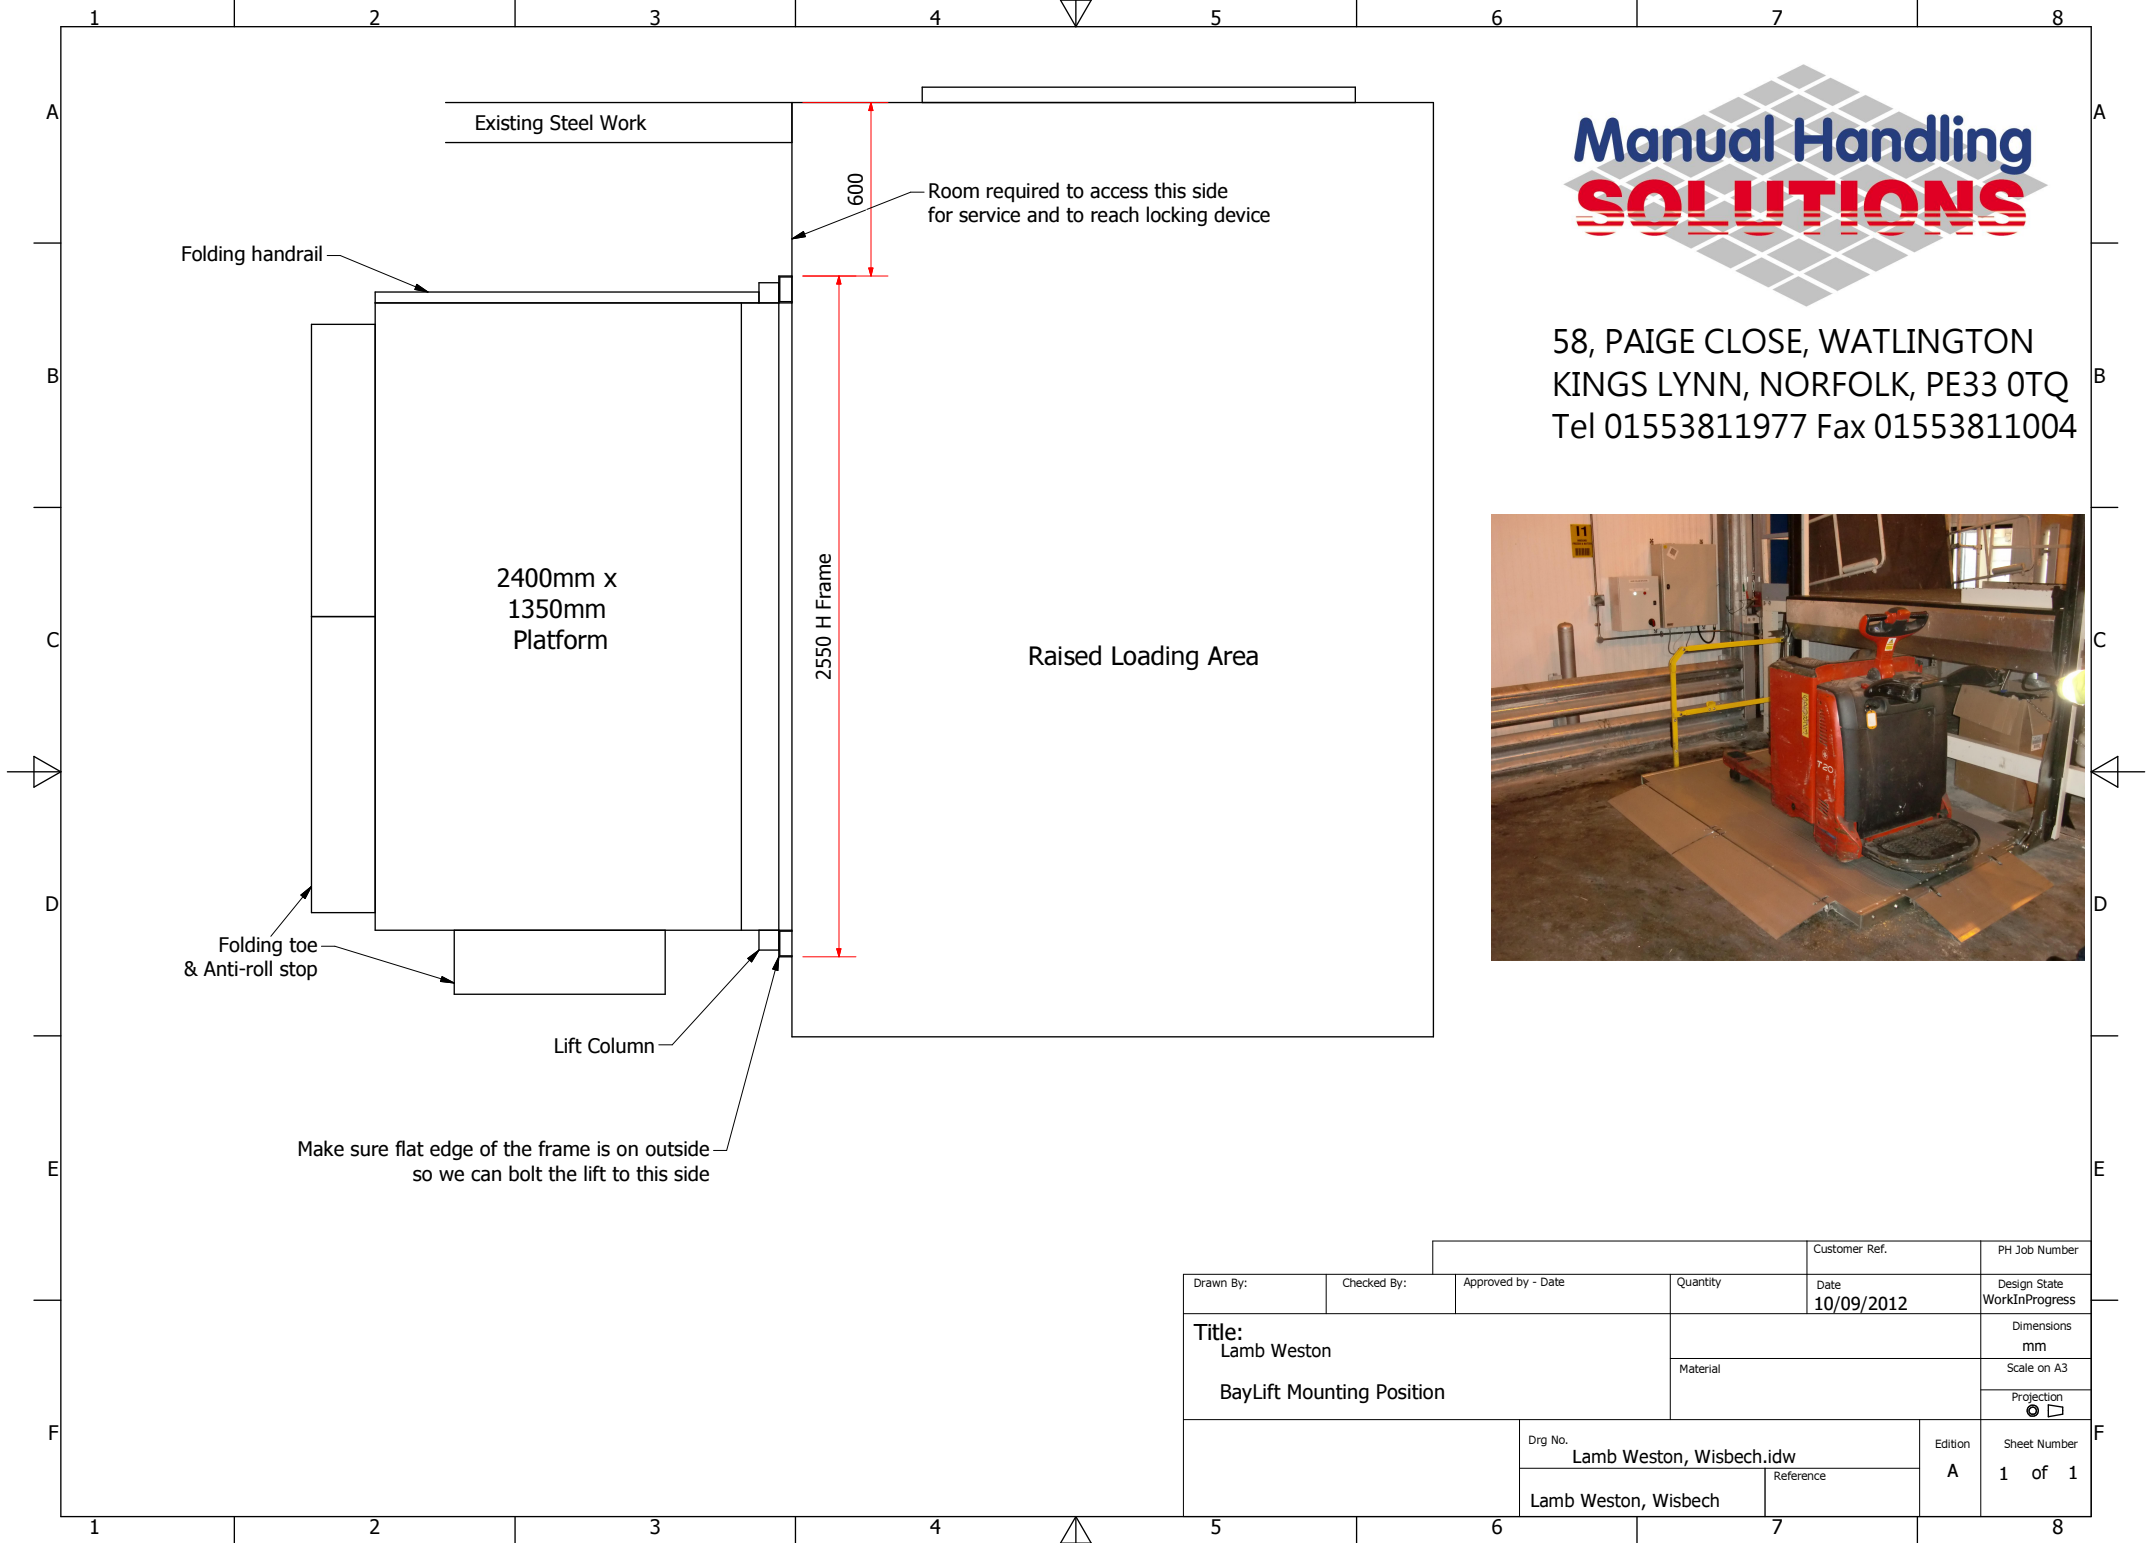 1 2 3 4 5 6 7 8
A A
B B
C C
D D
E E
F F
Existing Steel Work
600
Room required to access this side
for service and to reach locking device
Folding handrail
2400mm x
1350mm
Platform
2550 H Frame
Raised Loading Area
Folding toe
& Anti-roll stop
Lift Column
Make sure flat edge of the frame is on outside
so we can bolt the lift to this side
Manual Handling
SOLUTIONS
58, PAIGE CLOSE, WATLINGTON
KINGS LYNN, NORFOLK, PE33 0TQ
Tel 01553811977 Fax 01553811004
11
T20
Customer Ref.
PH Job Number
Drawn By:
Checked By:
Approved by - Date
Quantity
Date
10/09/2012
Design State
WorkInProgress
Title:
Lamb Weston
BayLift Mounting Position
Material
Dimensions
mm
Scale on A3
Projection
Drg No.
Lamb Weston, Wisbech.idw
Lamb Weston, Wisbech
Reference
Edition
A
Sheet Number
1 of 1
1 2 3 4 5 6 7 8